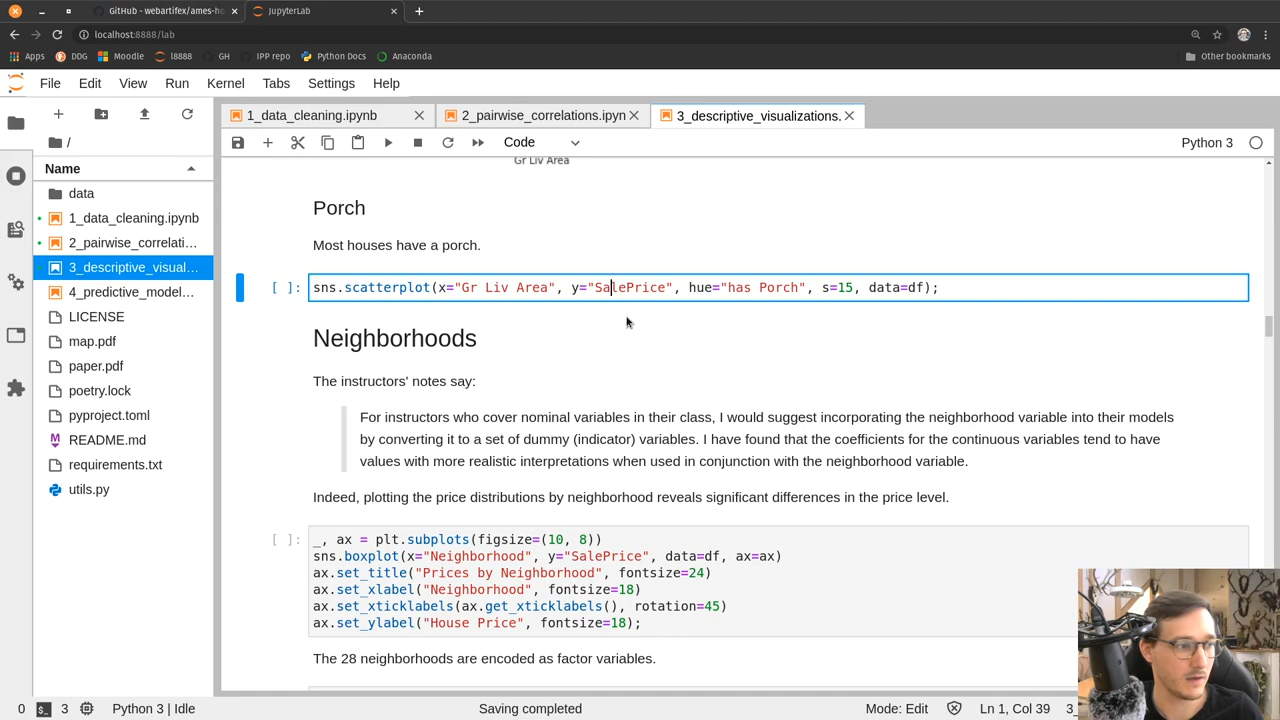 GitHub - webartifex/ames-ho
JupyterLab
localhost:8888/lab
Apps
DDG
Moodle
l8888
GH
IPP repo
Python Docs
Anaconda
Other bookmarks
File Edit View Run Kernel Tabs Settings Help
1_data_cleaning.ipynb
2_pairwise_correlations.ipyn
3_descriptive_visualizations.
Code
Python 3
/
Name
data
1_data_cleaning.ipynb
2_pairwise_correlati…
3_descriptive_visual…
4_predictive_model…
LICENSE
map.pdf
paper.pdf
poetry.lock
pyproject.toml
README.md
requirements.txt
utils.py
Gr Liv Area
Porch
Most houses have a porch.
[ ]: sns.scatterplot(x="Gr Liv Area", y="SalePrice", hue="has Porch", s=15, data=df);
Neighborhoods
The instructors' notes say:
For instructors who cover nominal variables in their class, I would suggest incorporating the neighborhood variable into their models
by converting it to a set of dummy (indicator) variables. I have found that the coefficients for the continuous variables tend to have
values with more realistic interpretations when used in conjunction with the neighborhood variable.
Indeed, plotting the price distributions by neighborhood reveals significant differences in the price level.
[ ]: _, ax = plt.subplots(figsize=(10, 8))
sns.boxplot(x="Neighborhood", y="SalePrice", data=df, ax=ax)
ax.set_title("Prices by Neighborhood", fontsize=24)
ax.set_xlabel("Neighborhood", fontsize=18)
ax.set_xticklabels(ax.get_xticklabels(), rotation=45)
ax.set_ylabel("House Price", fontsize=18);
The 28 neighborhoods are encoded as factor variables.
0
3
Python 3 | Idle
Saving completed
Mode: Edit
Ln 1, Col 39
3_